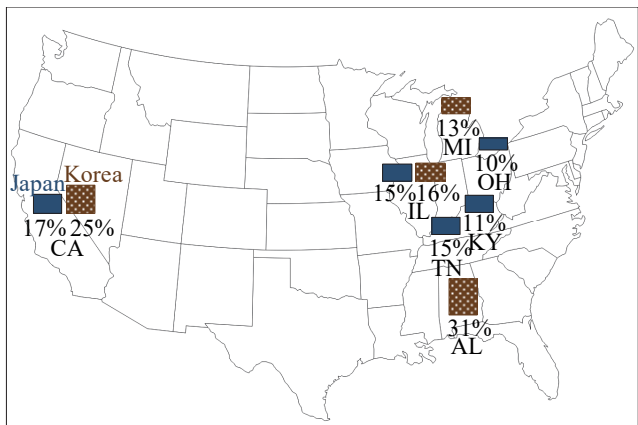 13%
MI
10%
OH
Japan Korea
15% 16%
IL
17% 25%
CA
11%
KY
15%
TN
31%
AL